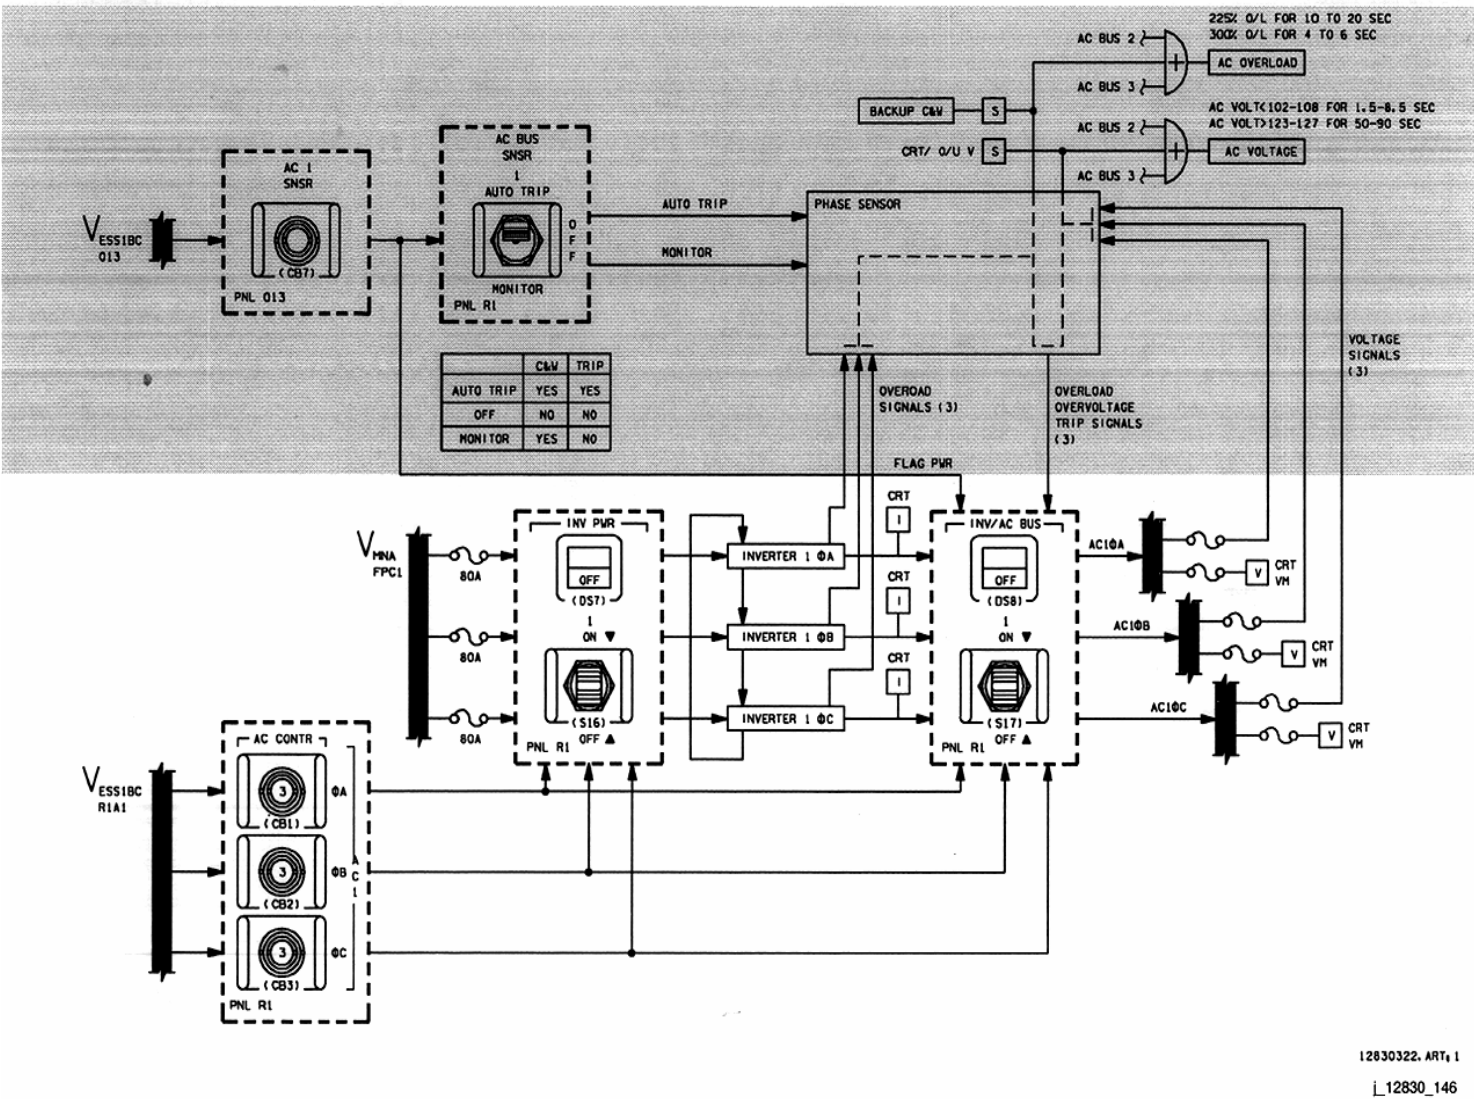 225% O/L FOR 10 TO 20 SEC
300% O/L FOR 4 TO 6 SEC
AC BUS 2
AC OVERLOAD
AC BUS 3
BACKUP C&W
S
AC VOLT<102-108 FOR 1.5-8.5 SEC
AC VOLT>123-127 FOR 50-90 SEC
AC BUS 2
CRT/ O/U V
S
AC VOLTAGE
AC BUS 3
AC 1
SNSR
(CB7)
PNL O13
V ESS1BC
O13
AC BUS
SNSR
1
AUTO TRIP
OFF
MONITOR
PNL R1
AUTO TRIP
MONITOR
PHASE SENSOR
C&W TRIP
AUTO TRIP YES YES
OFF NO NO
MONITOR YES NO
OVEROAD
SIGNALS (3)
OVERLOAD
OVERVOLTAGE
TRIP SIGNALS
(3)
VOLTAGE
SIGNALS
(3)
FLAG PWR
V MNA
FPC1
80A
80A
80A
INV PWR
OFF
(DS7)
1
ON ▼
(S16)
OFF ▲
PNL R1
INVERTER 1 ΦA
INVERTER 1 ΦB
INVERTER 1 ΦC
CRT
I
CRT
I
CRT
I
INV/AC BUS
OFF
(DS8)
1
ON ▼
(S17)
OFF ▲
PNL R1
AC1ΦA
V
CRT
VM
AC1ΦB
V
CRT
VM
AC1ΦC
V
CRT
VM
V ESS1BC
R1A1
AC CONTR
3
ΦA
(CB1)
3
ΦB
(CB2)
3
ΦC
(CB3)
AC1
PNL R1
12830322.ART; 1
j_12830_146